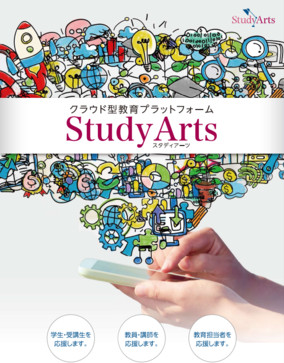 StudyArts
クラウド型教育プラットフォーム
StudyArts
スタディアーツ
学生・受講生を
応援します。
教員・講師を
応援します。
教育担当者を
応援します。